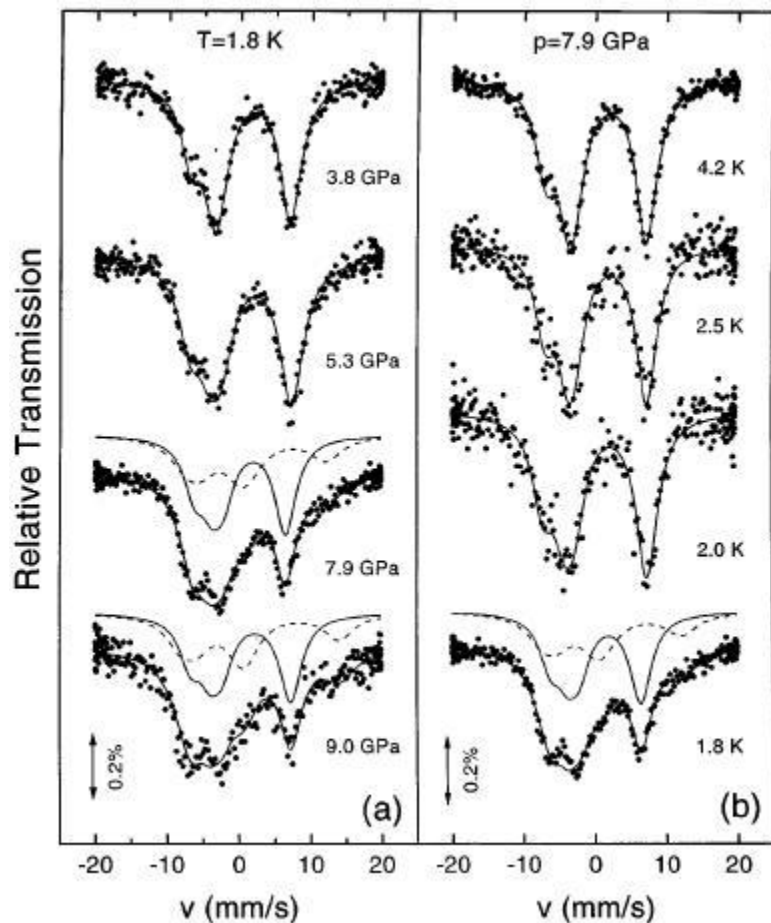 T=1.8 K
3.8 GPa
5.3 GPa
7.9 GPa
9.0 GPa
0.2%
(a)
p=7.9 GPa
4.2 K
2.5 K
2.0 K
1.8 K
0.2%
(b)
Relative Transmission
-20 -10 0 10 20
-20 -10 0 10 20
v (mm/s)
v (mm/s)